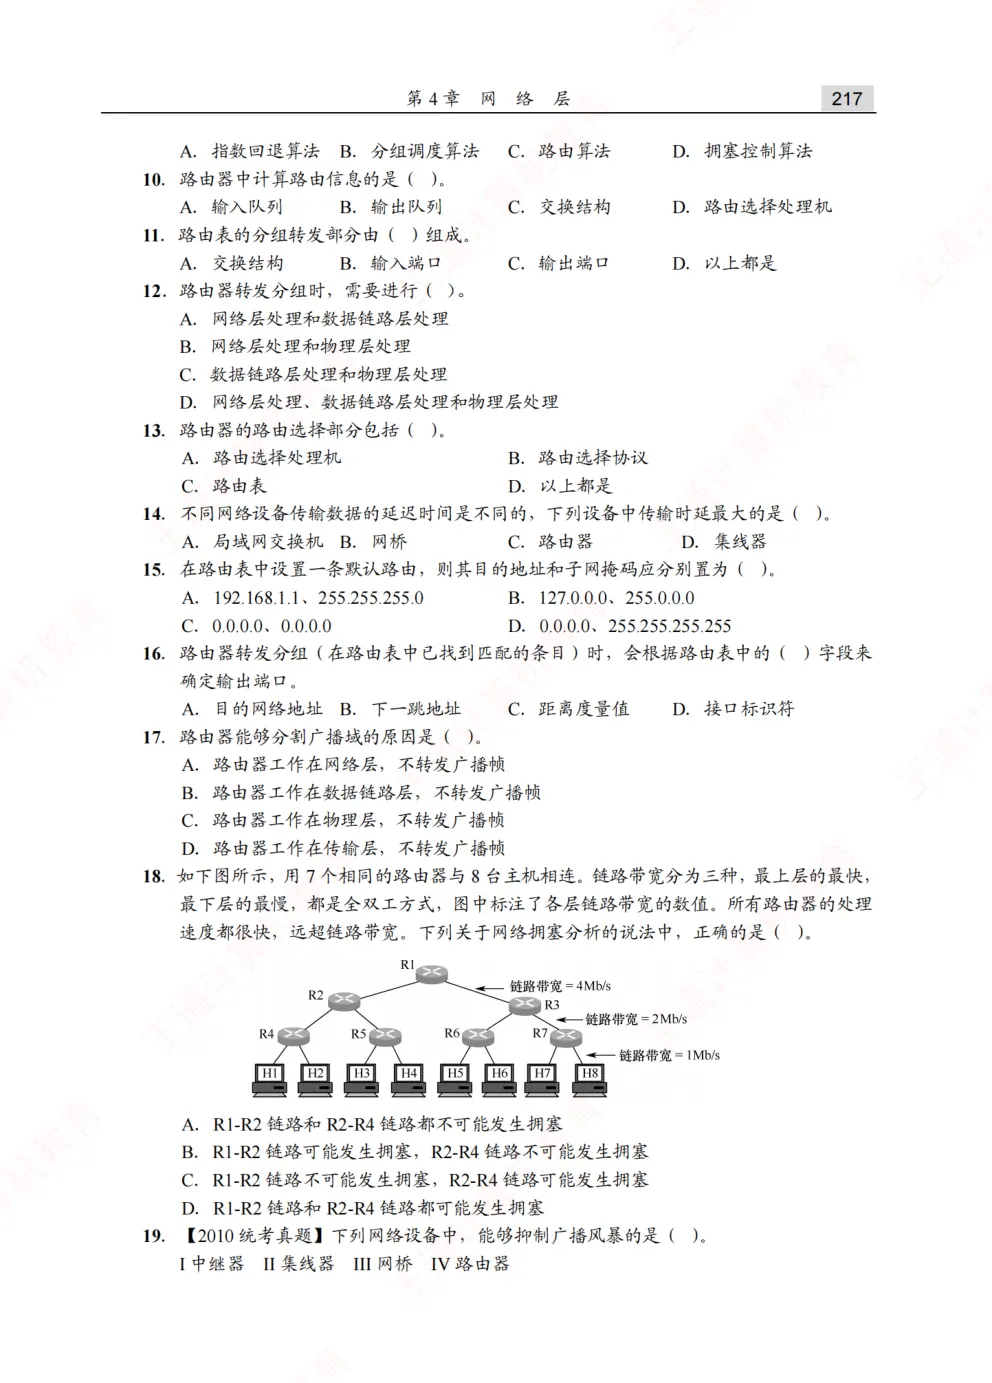 第 4 章 网 络 层 217
A. 指数回退算法 B. 分组调度算法 C. 路由算法 D. 拥塞控制算法
10. 路由器中计算路由信息的是( )。
A. 输入队列 B. 输出队列 C. 交换结构 D. 路由选择处理机
11. 路由表的分组转发部分由( )组成。
A. 交换结构 B. 输入端口 C. 输出端口 D. 以上都是
12. 路由器转发分组时，需要进行( )。
A. 网络层处理和数据链路层处理
B. 网络层处理和物理层处理
C. 数据链路层处理和物理层处理
D. 网络层处理、数据链路层处理和物理层处理
13. 路由器的路由选择部分包括( )。
A. 路由选择处理机 B. 路由选择协议
C. 路由表 D. 以上都是
14. 不同网络设备传输数据的延迟时间是不同的，下列设备中传输时延最大的是( )。
A. 局域网交换机 B. 网桥 C. 路由器 D. 集线器
15. 在路由表中设置一条默认路由，则其目的地址和子网掩码应分别置为( )。
A. 192.168.1.1、255.255.255.0 B. 127.0.0.0、255.0.0.0
C. 0.0.0.0、0.0.0.0 D. 0.0.0.0、255.255.255.255
16. 路由器转发分组(在路由表中已找到匹配的条目)时，会根据路由表中的( )字段来
确定输出端口。
A. 目的网络地址 B. 下一跳地址 C. 距离度量值 D. 接口标识符
17. 路由器能够分割广播域的原因是( )。
A. 路由器工作在网络层，不转发广播帧
B. 路由器工作在数据链路层，不转发广播帧
C. 路由器工作在物理层，不转发广播帧
D. 路由器工作在传输层，不转发广播帧
18. 如下图所示，用 7 个相同的路由器与 8 台主机相连。链路带宽分为三种，最上层的最快，
最下层的最慢，都是全双工方式，图中标注了各层链路带宽的数值。所有路由器的处理
速度都很快，远超链路带宽。下列关于网络拥塞分析的说法中，正确的是( )。
R1
链路带宽 = 4Mb/s
R2 R3
链路带宽 = 2Mb/s
R4 R5 R6 R7
链路带宽 = 1Mb/s
H1 H2 H3 H4 H5 H6 H7 H8
A. R1-R2 链路和 R2-R4 链路都不可能发生拥塞
B. R1-R2 链路可能发生拥塞，R2-R4 链路不可能发生拥塞
C. R1-R2 链路不可能发生拥塞，R2-R4 链路可能发生拥塞
D. R1-R2 链路和 R2-R4 链路都可能发生拥塞
19. 【2010 统考真题】下列网络设备中，能够抑制广播风暴的是( )。
I 中继器 II 集线器 III 网桥 IV 路由器